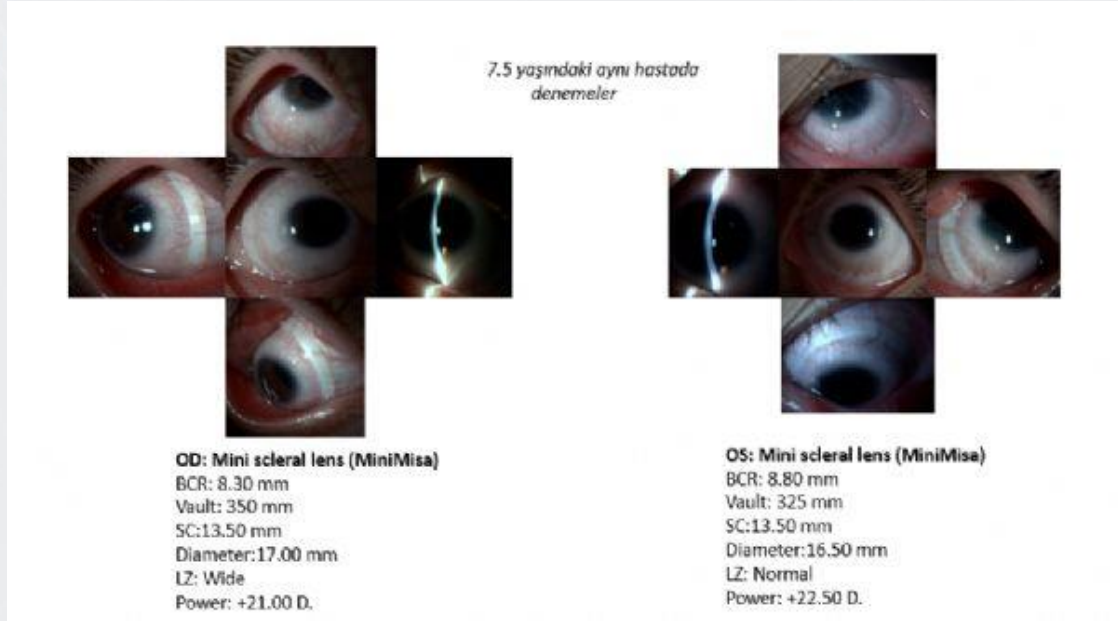 7.5 yaşındaki aynı hastada
denemeler
OD: Mini scleral lens (MiniMisa)
BCR: 8.30 mm
Vault: 350 mm
SC:13.50 mm
Diameter:17.00 mm
LZ: Wide
Power: +21.00 D.
OS: Mini scleral lens (MiniMisa)
BCR: 8.80 mm
Vault: 325 mm
SC:13.50 mm
Diameter:16.50 mm
LZ: Normal
Power: +22.50 D.